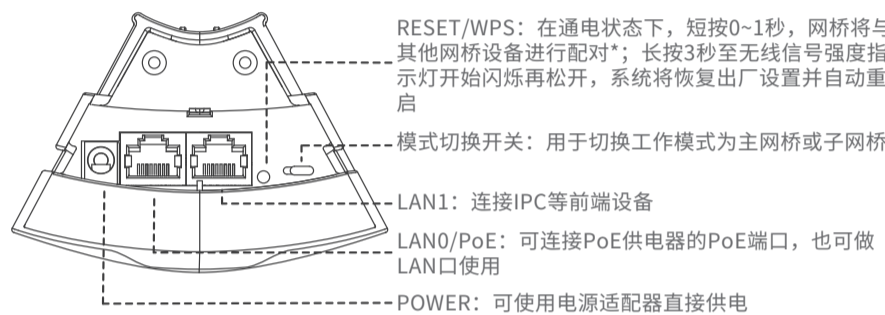 RESET/WPS：在通电状态下，短按0~1秒，网桥将与
其他网桥设备进行配对*；长按3秒至无线信号强度指
示灯开始闪烁再松开，系统将恢复出厂设置并自动重
启
模式切换开关：用于切换工作模式为主网桥或子网桥
LAN1：连接IPC等前端设备
LAN0/PoE：可连接PoE供电器的PoE端口，也可做
LAN口使用
POWER：可使用电源适配器直接供电